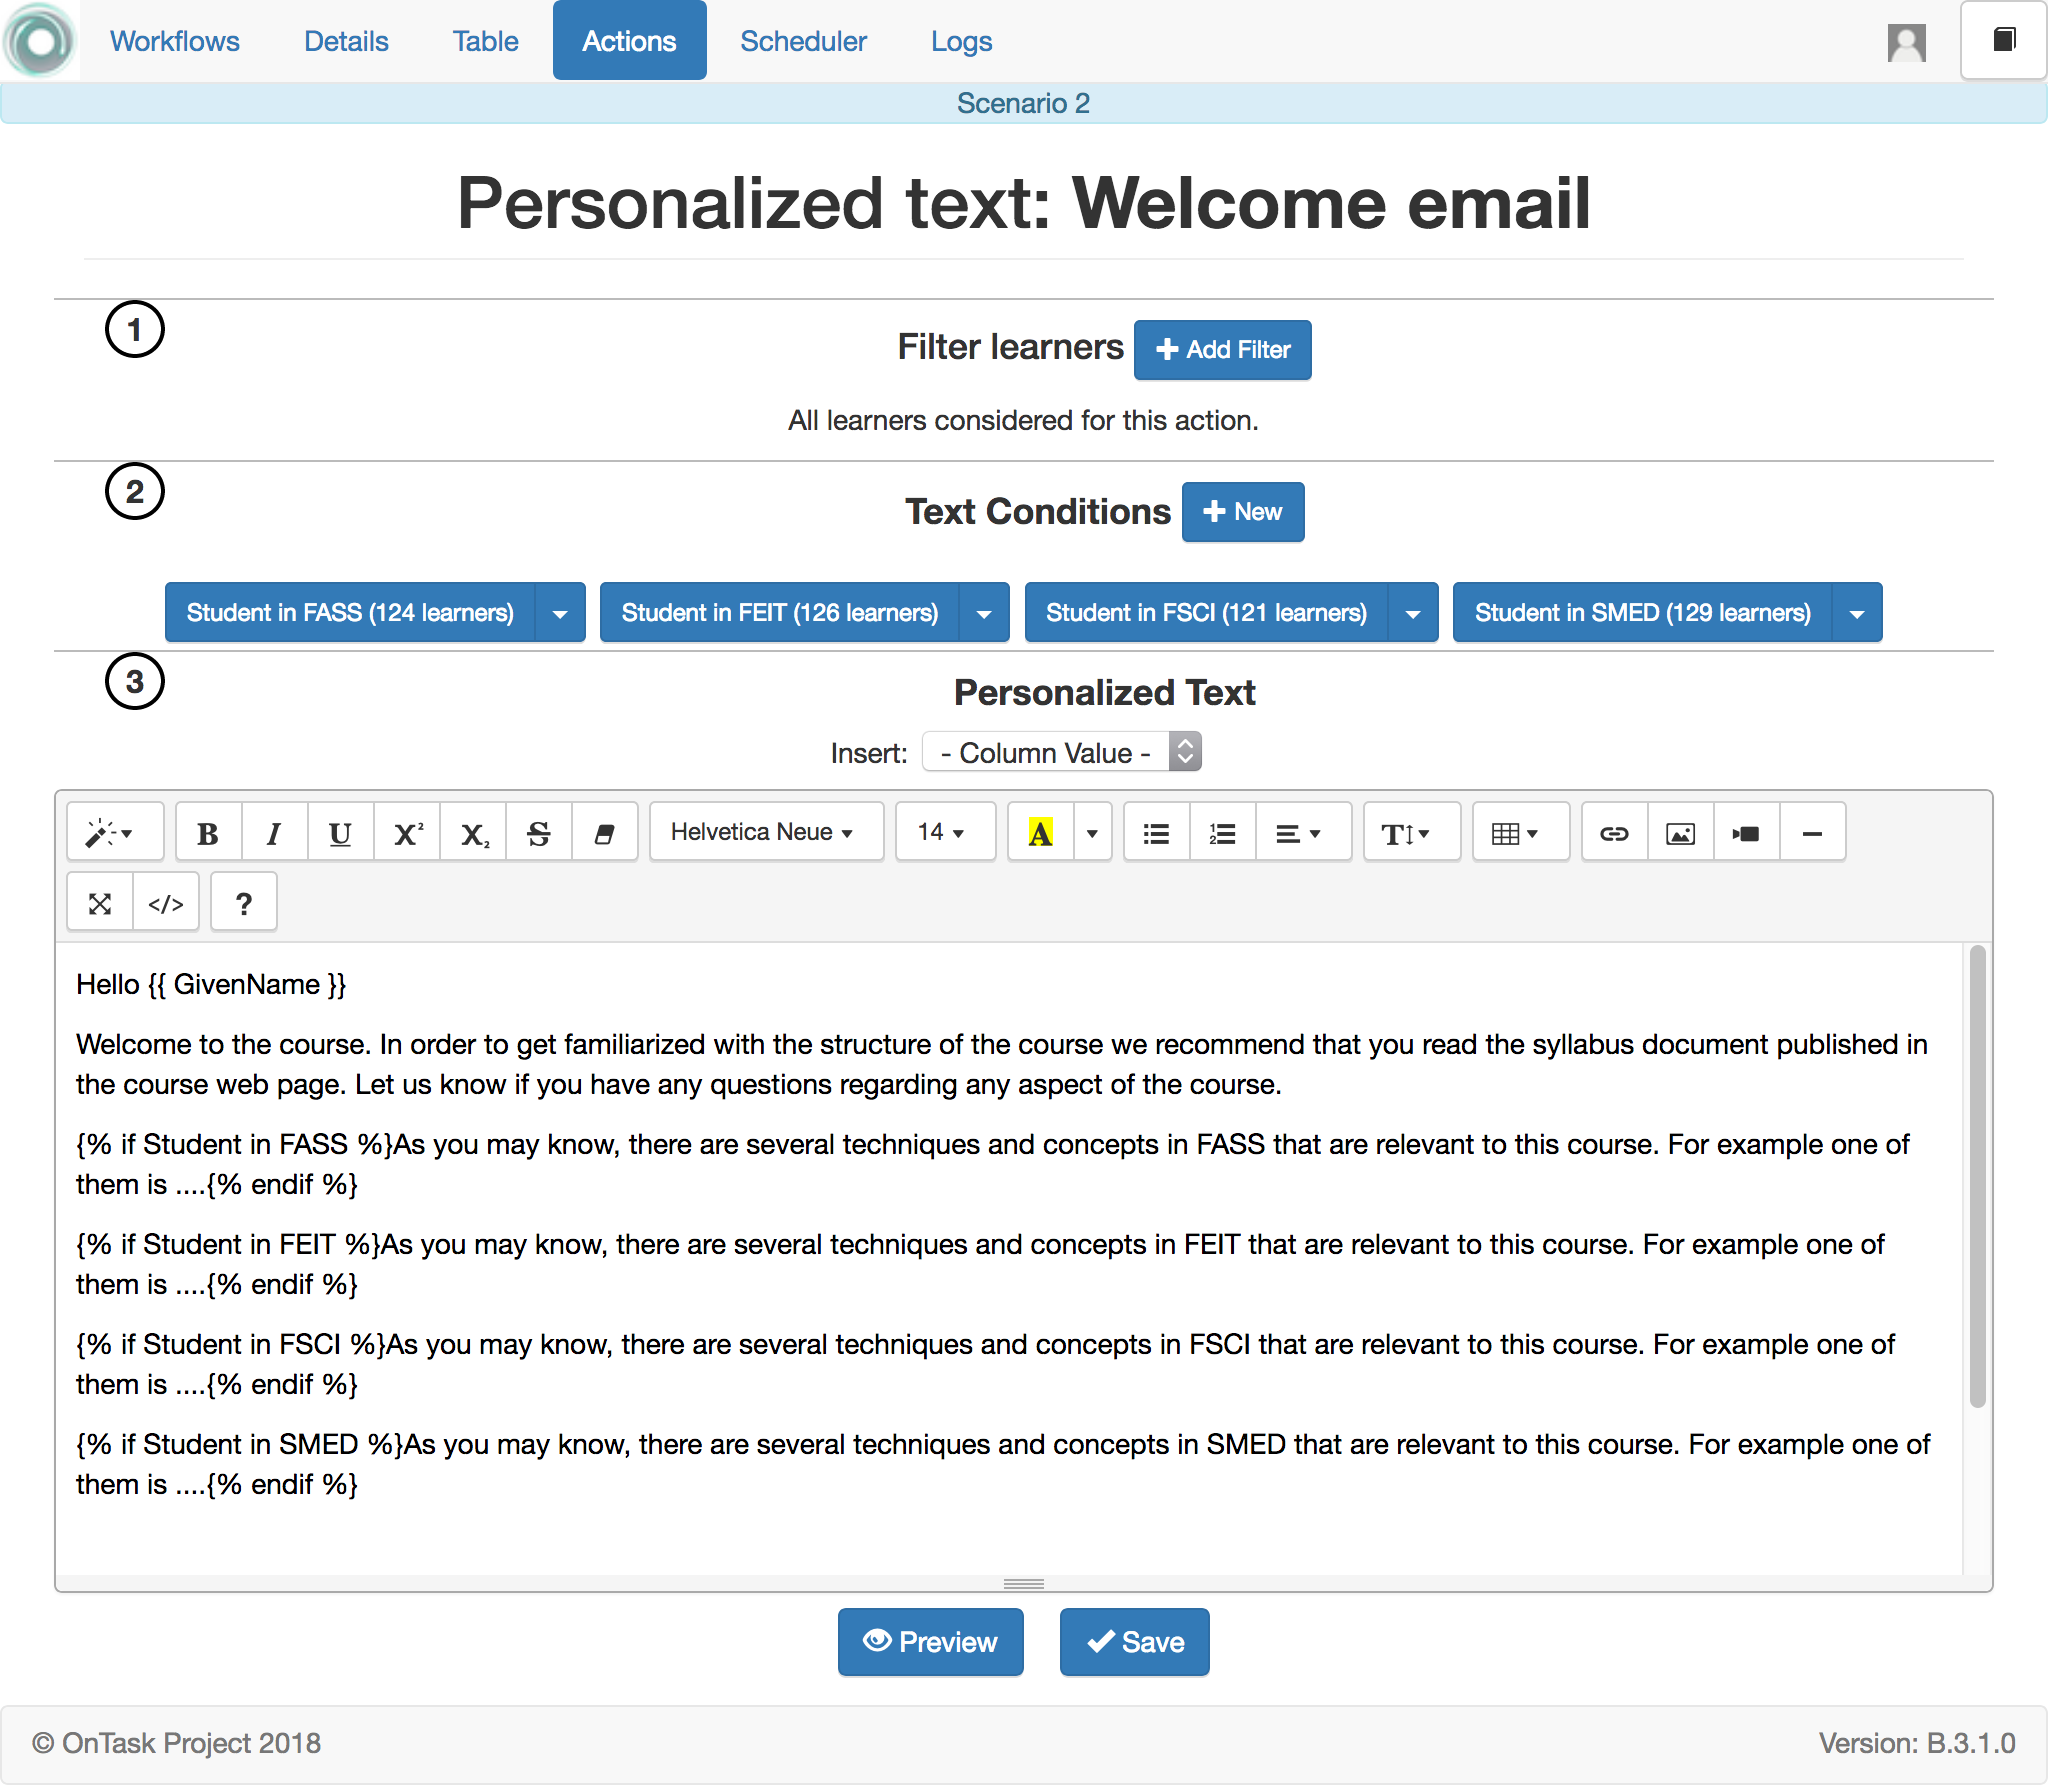 Workflows Details Table Actions Scheduler Logs
Scenario 2
Personalized text: Welcome email
1
Filter learners Add Filter
All learners considered for this action.
2
Text Conditions New
Student in FASS (124 learners) Student in FEIT (126 learners) Student in FSCI (121 learners) Student in SMED (129 learners)
3
Personalized Text
Insert: - Column Value -
B I U X² X₂ S Helvetica Neue 14 A T
</> ?
Hello {{ GivenName }}
Welcome to the course. In order to get familiarized with the structure of the course we recommend that you read the syllabus document published in
the course web page. Let us know if you have any questions regarding any aspect of the course.
{% if Student in FASS %}As you may know, there are several techniques and concepts in FASS that are relevant to this course. For example one of
them is ....{% endif %}
{% if Student in FEIT %}As you may know, there are several techniques and concepts in FEIT that are relevant to this course. For example one of
them is ....{% endif %}
{% if Student in FSCI %}As you may know, there are several techniques and concepts in FSCI that are relevant to this course. For example one of
them is ....{% endif %}
{% if Student in SMED %}As you may know, there are several techniques and concepts in SMED that are relevant to this course. For example one of
them is ....{% endif %}
Preview Save
© OnTask Project 2018 Version: B.3.1.0